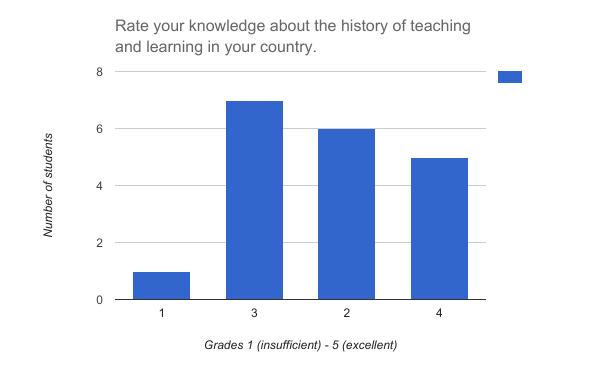 Rate your knowledge about the history of teaching
and learning in your country.
8
6
4
2
0
Number of students
1 3 2 4
Grades 1 (insufficient) - 5 (excellent)